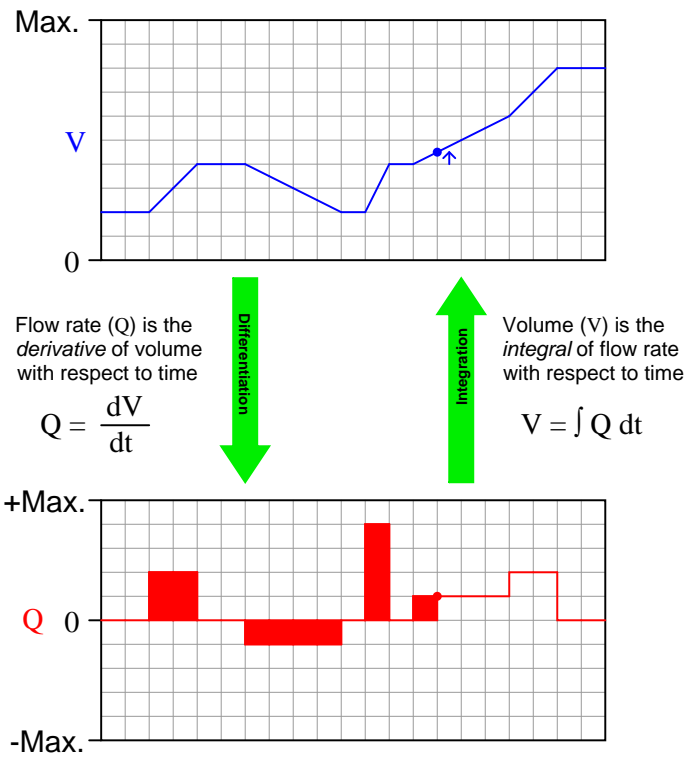 Max.
V
0
Differentiation
Integration
Flow rate (Q) is the
derivative of volume
with respect to time
Q = dV/dt
Volume (V) is the
integral of flow rate
with respect to time
V = ∫ Q dt
+Max.
Q 0
-Max.